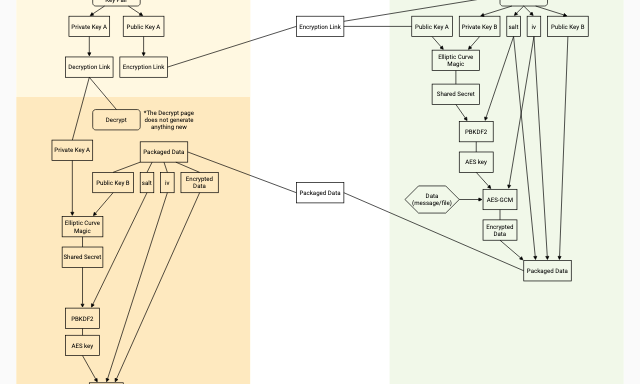 Key Pair
Private Key A
Public Key A
Encryption Link
Public Key A
Private Key B
salt
iv
Public Key B
Decryption Link
Encryption Link
Elliptic Curve
Magic
Shared Secret
Decrypt
*The Decrypt page
does not generate
anything new
PBKDF2
Private Key A
Packaged Data
AES key
Public Key B
salt
iv
Encrypted
Data
Packaged Data
Data
(message/file)
AES-GCM
Elliptic Curve
Magic
Encrypted
Data
Shared Secret
Packaged Data
PBKDF2
AES key